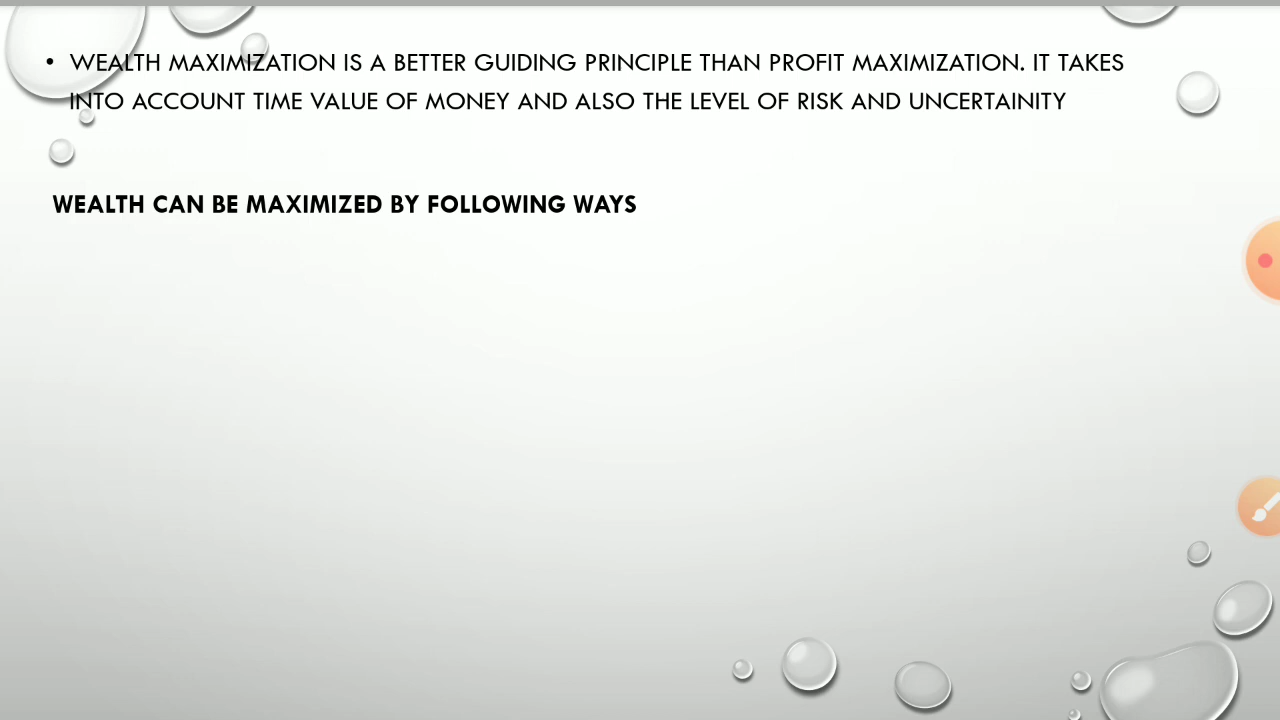 • WEALTH MAXIMIZATION IS A BETTER GUIDING PRINCIPLE THAN PROFIT MAXIMIZATION. IT TAKES
INTO ACCOUNT TIME VALUE OF MONEY AND ALSO THE LEVEL OF RISK AND UNCERTAINITY
WEALTH CAN BE MAXIMIZED BY FOLLOWING WAYS